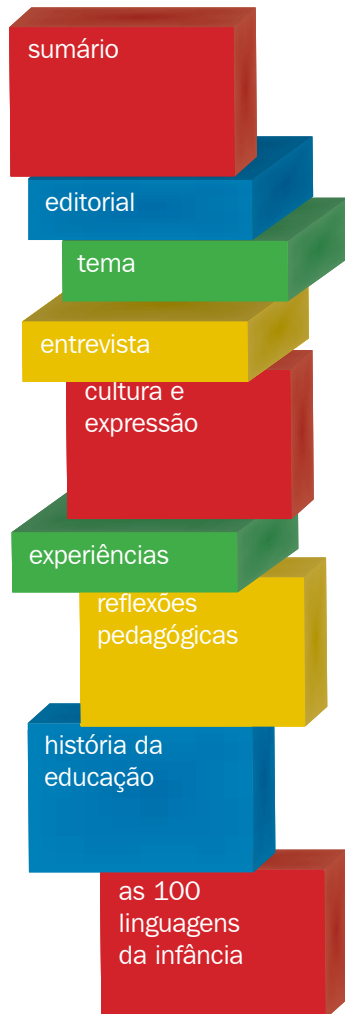 sumário
editorial
tema
entrevista
cultura e
expressão
experiências
reflexões
pedagógicas
história da
educação
as 100
linguagens
da infância